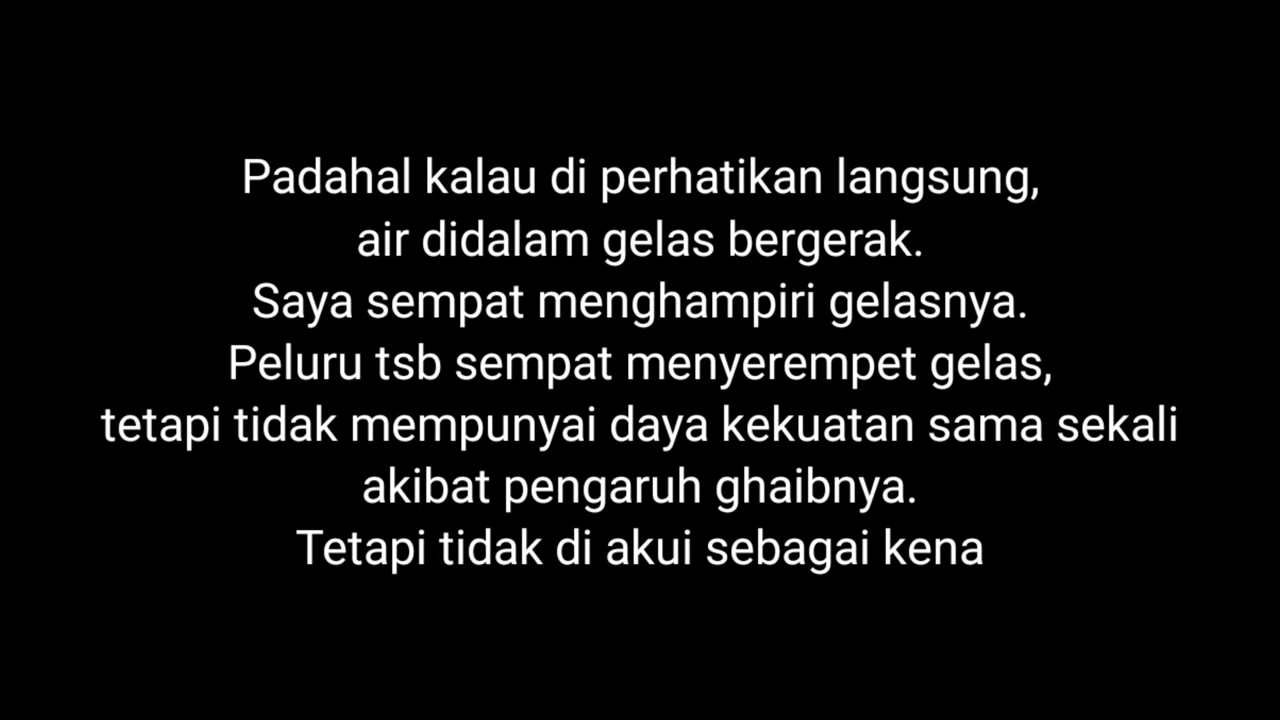 Padahal kalau di perhatikan langsung,
air didalam gelas bergerak.
Saya sempat menghampiri gelasnya.
Peluru tsb sempat menyerempet gelas,
tetapi tidak mempunyai daya kekuatan sama sekali
akibat pengaruh ghaibnya.
Tetapi tidak di akui sebagai kena